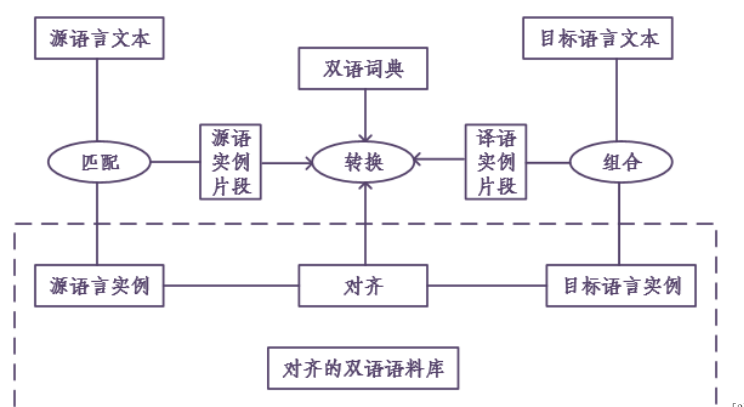 源语言文本
目标语言文本
双语词典
匹配
源语
实例
片段
转换
译语
实例
片段
组合
源语言实例
对齐
目标语言实例
对齐的双语语料库